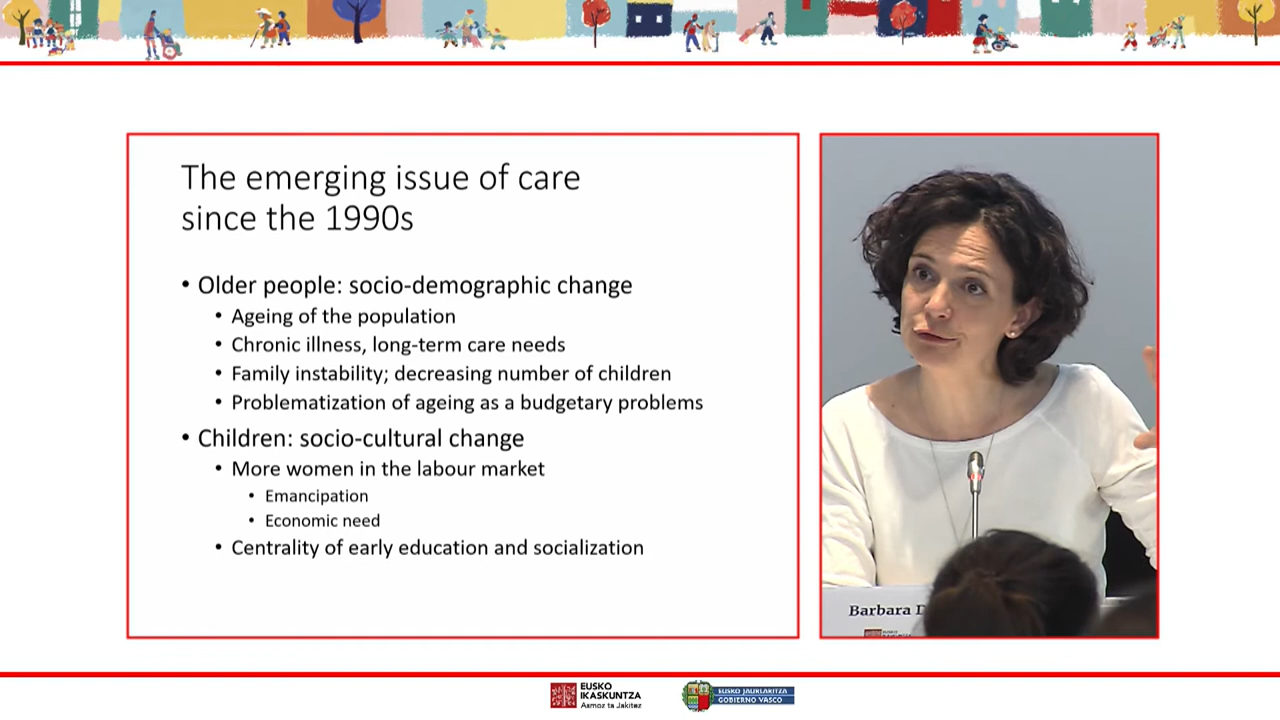 The emerging issue of care
since the 1990s
• Older people: socio-demographic change
• Ageing of the population
• Chronic illness, long-term care needs
• Family instability; decreasing number of children
• Problematization of ageing as a budgetary problems
• Children: socio-cultural change
• More women in the labour market
• Emancipation
• Economic need
• Centrality of early education and socialization
Barbara
EUSKO
IKASKUNTZA
Asmoz ta Jakitez
EUSKO JAURLARITZA
GOBIERNO VASCO